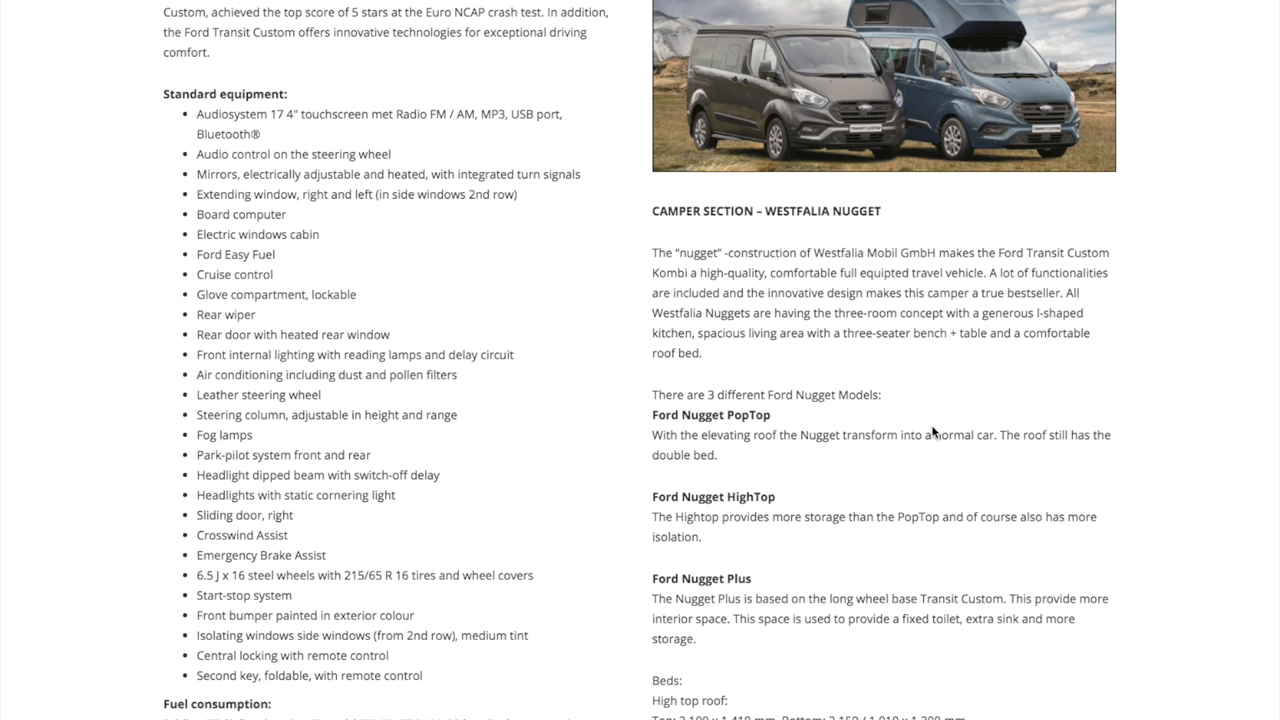 Custom, achieved the top score of 5 stars at the Euro NCAP crash test. In addition,
the Ford Transit Custom offers innovative technologies for exceptional driving
comfort.
Standard equipment:
• Audiosystem 17 4" touchscreen met Radio FM / AM, MP3, USB port,
Bluetooth®
• Audio control on the steering wheel
• Mirrors, electrically adjustable and heated, with integrated turn signals
• Extending window, right and left (in side windows 2nd row)
• Board computer
• Electric windows cabin
• Ford Easy Fuel
• Cruise control
• Glove compartment, lockable
• Rear wiper
• Rear door with heated rear window
• Front internal lighting with reading lamps and delay circuit
• Air conditioning including dust and pollen filters
• Leather steering wheel
• Steering column, adjustable in height and range
• Fog lamps
• Park-pilot system front and rear
• Headlight dipped beam with switch-off delay
• Headlights with static cornering light
• Sliding door, right
• Crosswind Assist
• Emergency Brake Assist
• 6.5 J x 16 steel wheels with 215/65 R 16 tires and wheel covers
• Start-stop system
• Front bumper painted in exterior colour
• Isolating windows side windows (from 2nd row), medium tint
• Central locking with remote control
• Second key, foldable, with remote control
Fuel consumption:
TRANSIT CUSTOM
TRANSIT CUSTOM
CAMPER SECTION – WESTFALIA NUGGET
The “nugget” -construction of Westfalia Mobil GmbH makes the Ford Transit Custom
Kombi a high-quality, comfortable full equipted travel vehicle. A lot of functionalities
are included and the innovative design makes this camper a true bestseller. All
Westfalia Nuggets are having the three-room concept with a generous l-shaped
kitchen, spacious living area with a three-seater bench + table and a comfortable
roof bed.
There are 3 different Ford Nugget Models:
Ford Nugget PopTop
With the elevating roof the Nugget transform into a normal car. The roof still has the
double bed.
Ford Nugget HighTop
The Hightop provides more storage than the PopTop and of course also has more
isolation.
Ford Nugget Plus
The Nugget Plus is based on the long wheel base Transit Custom. This provide more
interior space. This space is used to provide a fixed toilet, extra sink and more
storage.
Beds:
High top roof: